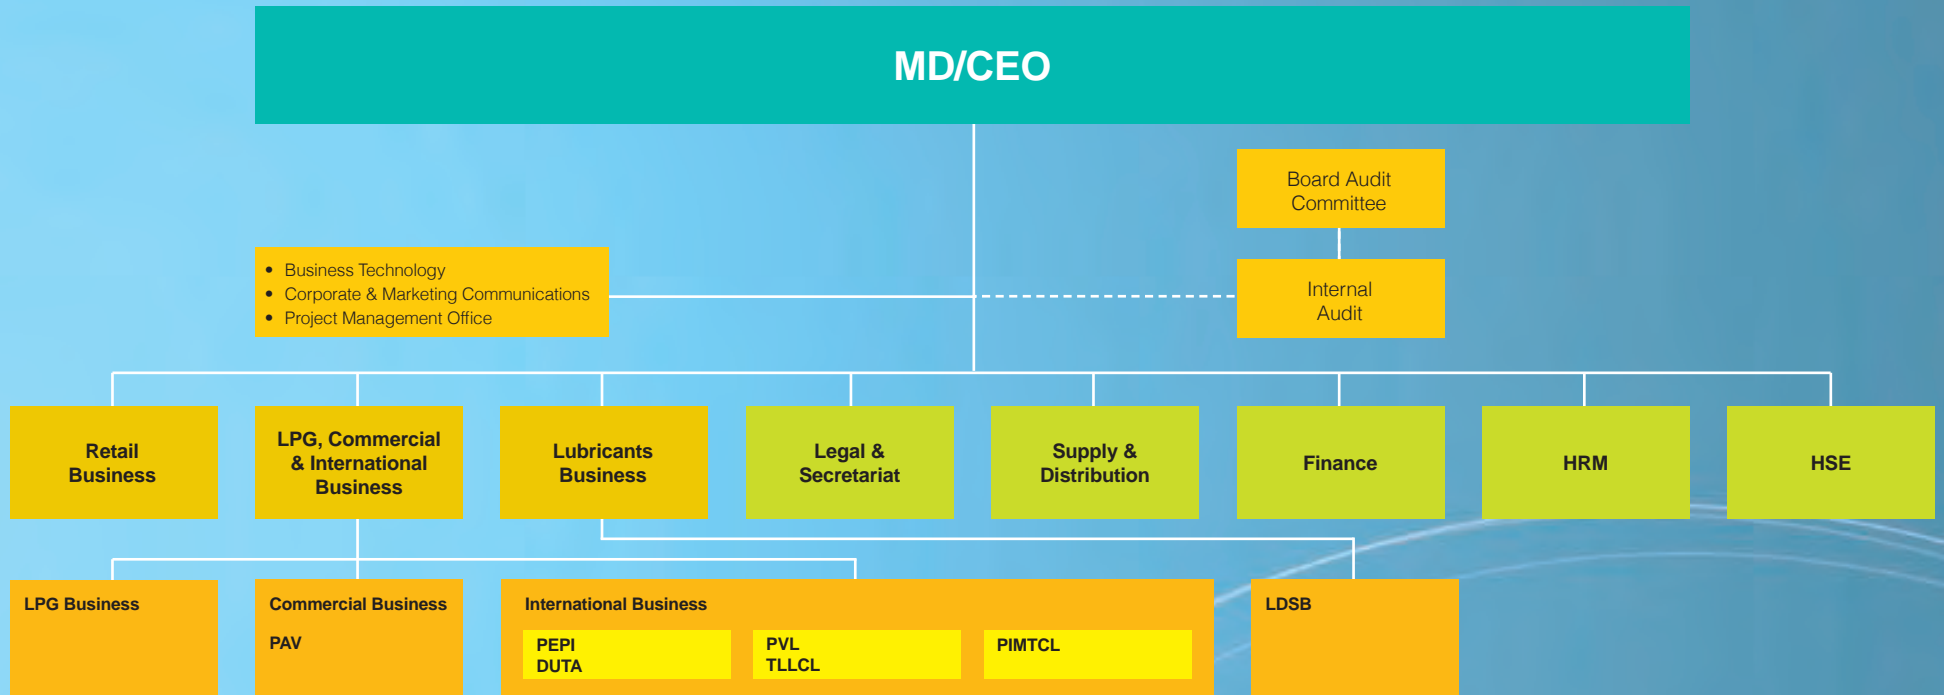 MD/CEO
Board Audit
Committee
• Business Technology
• Corporate & Marketing Communications
• Project Management Office
Internal
Audit
Retail
Business
LPG, Commercial
& International
Business
Lubricants
Business
Legal &
Secretariat
Supply &
Distribution
Finance
HRM
HSE
LPG Business
Commercial Business
PAV
International Business
PEPI
DUTA
PVL
TLLCL
PIMTCL
LDSB